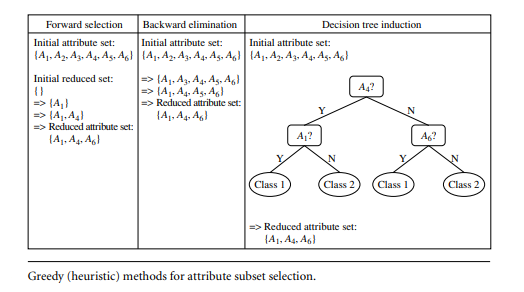 Forward selection
Initial attribute set:
{A1, A2, A3, A4, A5, A6}
Initial reduced set:
{}
=> {A1}
=> {A1, A4}
=> Reduced attribute set:
{A1, A4, A6}
Backward elimination
Initial attribute set:
{A1, A2, A3, A4, A5, A6}
=> {A1, A3, A4, A5, A6}
=> {A1, A4, A5, A6}
=> Reduced attribute set:
{A1, A4, A6}
Decision tree induction
Initial attribute set:
{A1, A2, A3, A4, A5, A6}
A4?
Y N
A1? A6?
Y N Y N
Class 1 Class 2 Class 1 Class 2
=> Reduced attribute set:
{A1, A4, A6}
Greedy (heuristic) methods for attribute subset selection.